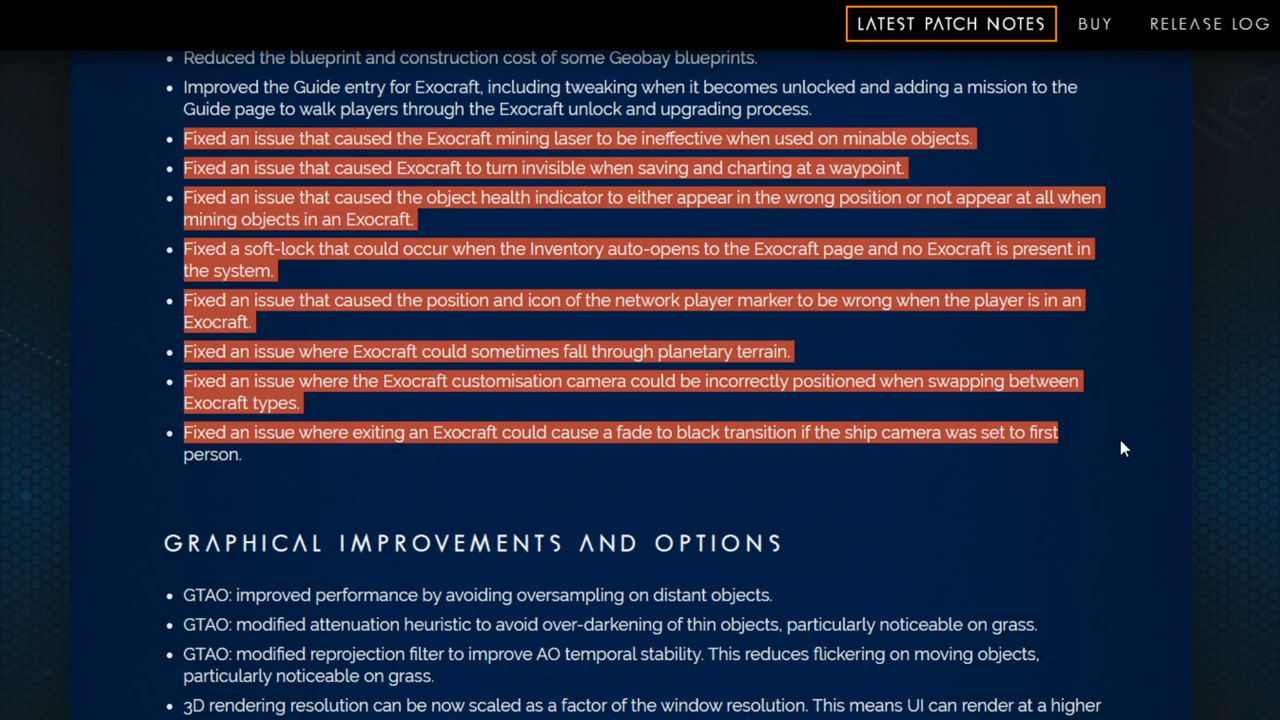 LATEST PATCH NOTES
BUY
RELEASE LOG
Reduced the blueprint and construction cost of some Geobay blueprints.
Improved the Guide entry for Exocraft, including tweaking when it becomes unlocked and adding a mission to the
Guide page to walk players through the Exocraft unlock and upgrading process.
Fixed an issue that caused the Exocraft mining laser to be ineffective when used on minable objects.
Fixed an issue that caused Exocraft to turn invisible when saving and charting at a waypoint.
Fixed an issue that caused the object health indicator to either appear in the wrong position or not appear at all when
mining objects in an Exocraft.
Fixed a soft-lock that could occur when the Inventory auto-opens to the Exocraft page and no Exocraft is present in
the system.
Fixed an issue that caused the position and icon of the network player marker to be wrong when the player is in an
Exocraft.
Fixed an issue where Exocraft could sometimes fall through planetary terrain.
Fixed an issue where the Exocraft customisation camera could be incorrectly positioned when swapping between
Exocraft types.
Fixed an issue where exiting an Exocraft could cause a fade to black transition if the ship camera was set to first
person.
GRAPHICAL IMPROVEMENTS AND OPTIONS
GTAO: improved performance by avoiding oversampling on distant objects.
GTAO: modified attenuation heuristic to avoid over-darkening of thin objects, particularly noticeable on grass.
GTAO: modified reprojection filter to improve AO temporal stability. This reduces flickering on moving objects,
particularly noticeable on grass.
3D rendering resolution can be now scaled as a factor of the window resolution. This means UI can render at a higher